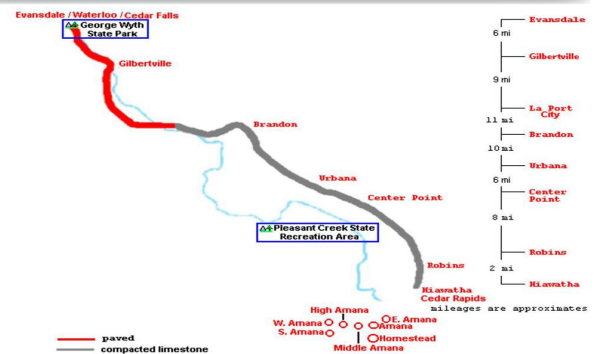 Evansdale / Waterloo / Cedar Falls
George Wyth
State Park
Gilbertville
Brandon
Urbana
Center Point
Pleasant Creek State
Recreation Area
Robins
Hiawatha
Cedar Rapids
High Amana
W. Amana
E. Amana
Amana
S. Amana
Homestead
Middle Amana
paved
compacted limestone
Evansdale
6 mi
Gilbertville
9 mi
La Port
City
11 mi
Brandon
10 mi
Urbana
6 mi
Center
Point
8 mi
Robins
2 mi
Hiawatha
mileages are approximates